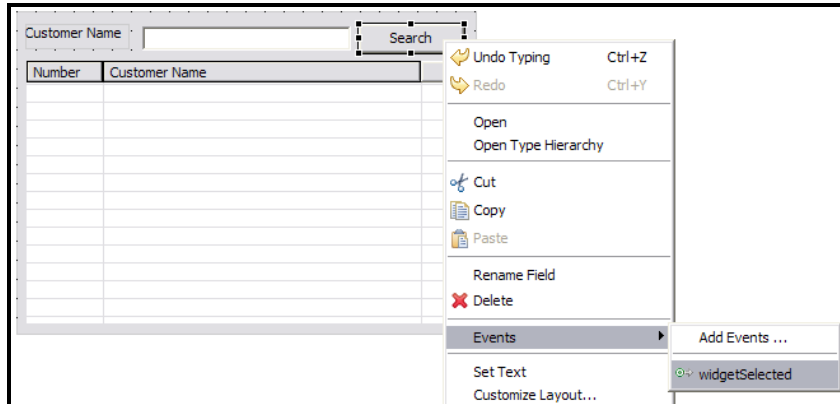 Customer Name
Search
Number Customer Name
Undo Typing Ctrl+Z
Redo Ctrl+Y
Open
Open Type Hierarchy
Cut
Copy
Paste
Rename Field
Delete
Events Add Events ...
Set Text widgetSelected
Customize Layout...